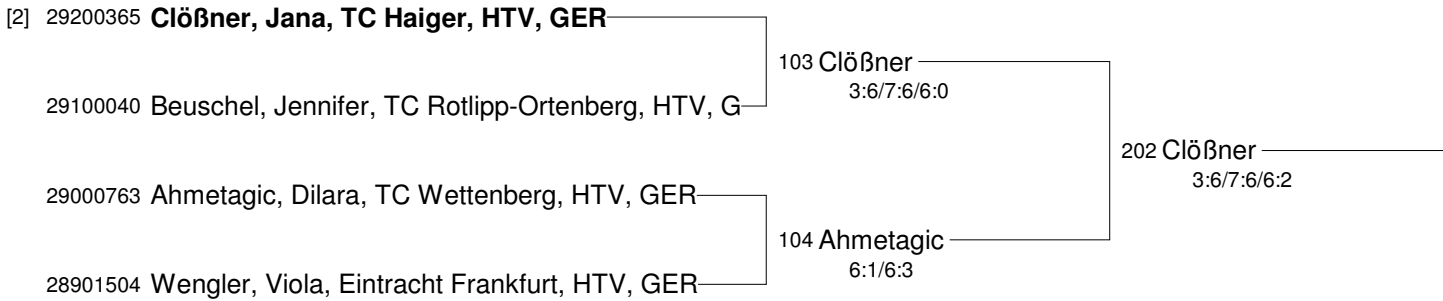 [2] 29200365 Clößner, Jana, TC Haiger, HTV, GER
103 Clößner
3:6/7:6/6:0
29100040 Beuschel, Jennifer, TC Rotlipp-Ortenberg, HTV, G
202 Clößner
3:6/7:6/6:2
29000763 Ahmetagic, Dilara, TC Wettenberg, HTV, GER
104 Ahmetagic
6:1/6:3
28901504 Wengler, Viola, Eintracht Frankfurt, HTV, GER